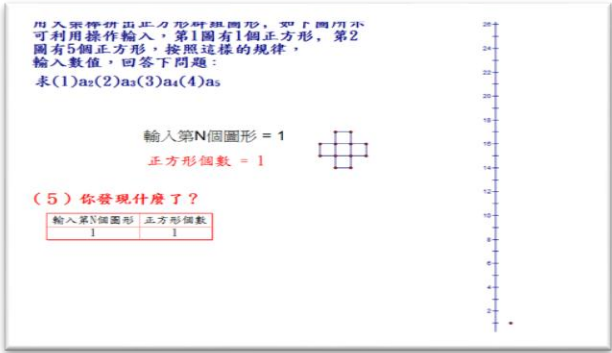 用火柴棒拼出正方形群組圖形，如下圖所示
可利用操作輸入，第1圖有1個正方形，第2
圖有5個正方形，按照這樣的規律，
輸入數值，回答下問題：
求(1)a₂(2)a₃(3)a₄(4)a₅
輸入第N個圖形 = 1
正方形個數 = 1
（5）你發現什麼了？
輸入第N個圖形 正方形個數
1 1
26
24
22
20
18
16
14
12
10
8
6
4
2